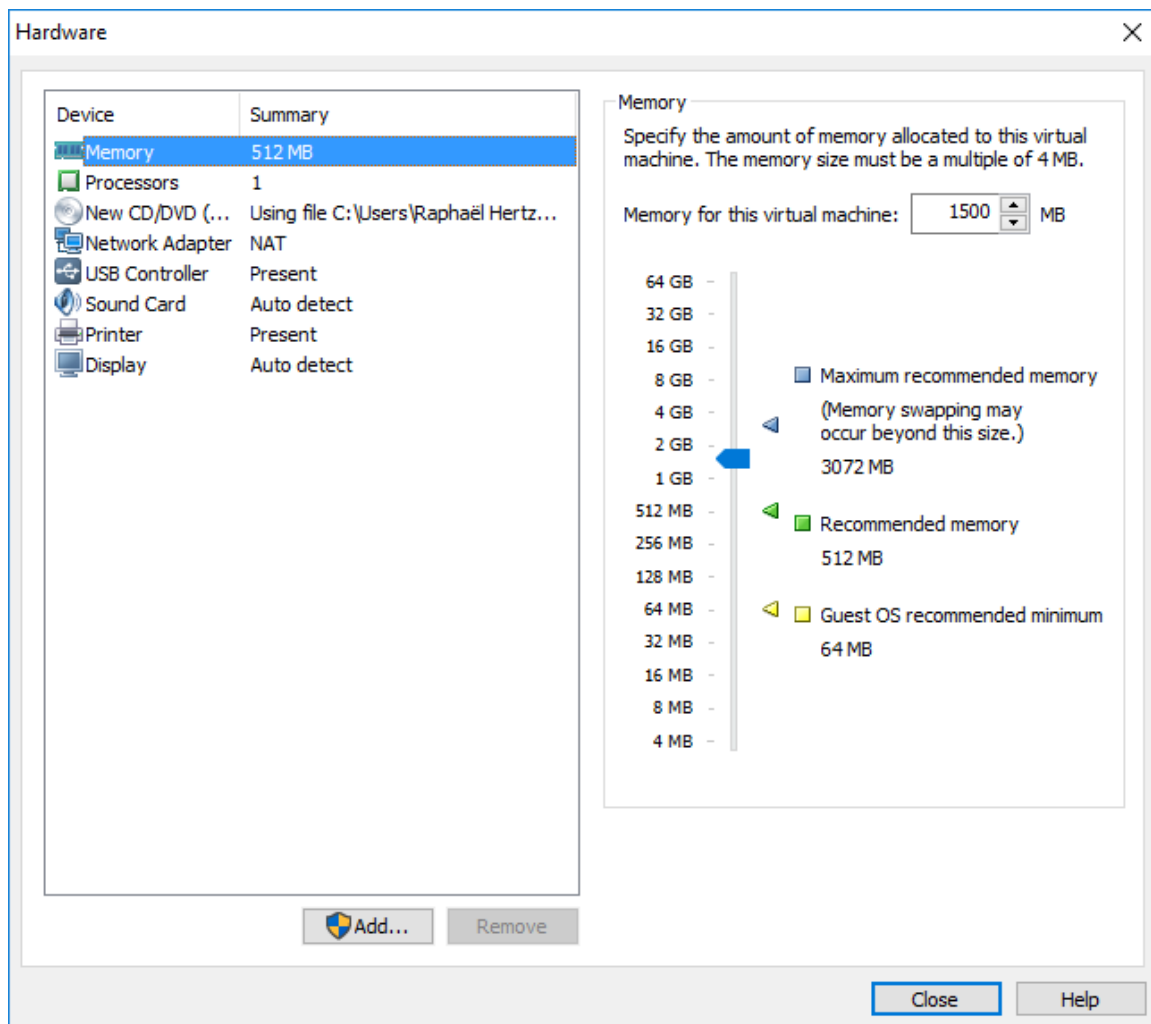 Hardware
Device Summary
Memory 512 MB
Processors 1
New CD/DVD (... Using file C:\Users\Raphaël Hertz...
Network Adapter NAT
USB Controller Present
Sound Card Auto detect
Printer Present
Display Auto detect
Add...
Remove
Memory
Specify the amount of memory allocated to this virtual
machine. The memory size must be a multiple of 4 MB.
Memory for this virtual machine: 1500 MB
64 GB
32 GB
16 GB
8 GB
4 GB
2 GB
1 GB
512 MB
256 MB
128 MB
64 MB
32 MB
16 MB
8 MB
4 MB
Maximum recommended memory
(Memory swapping may
occur beyond this size.)
3072 MB
Recommended memory
512 MB
Guest OS recommended minimum
64 MB
Close
Help